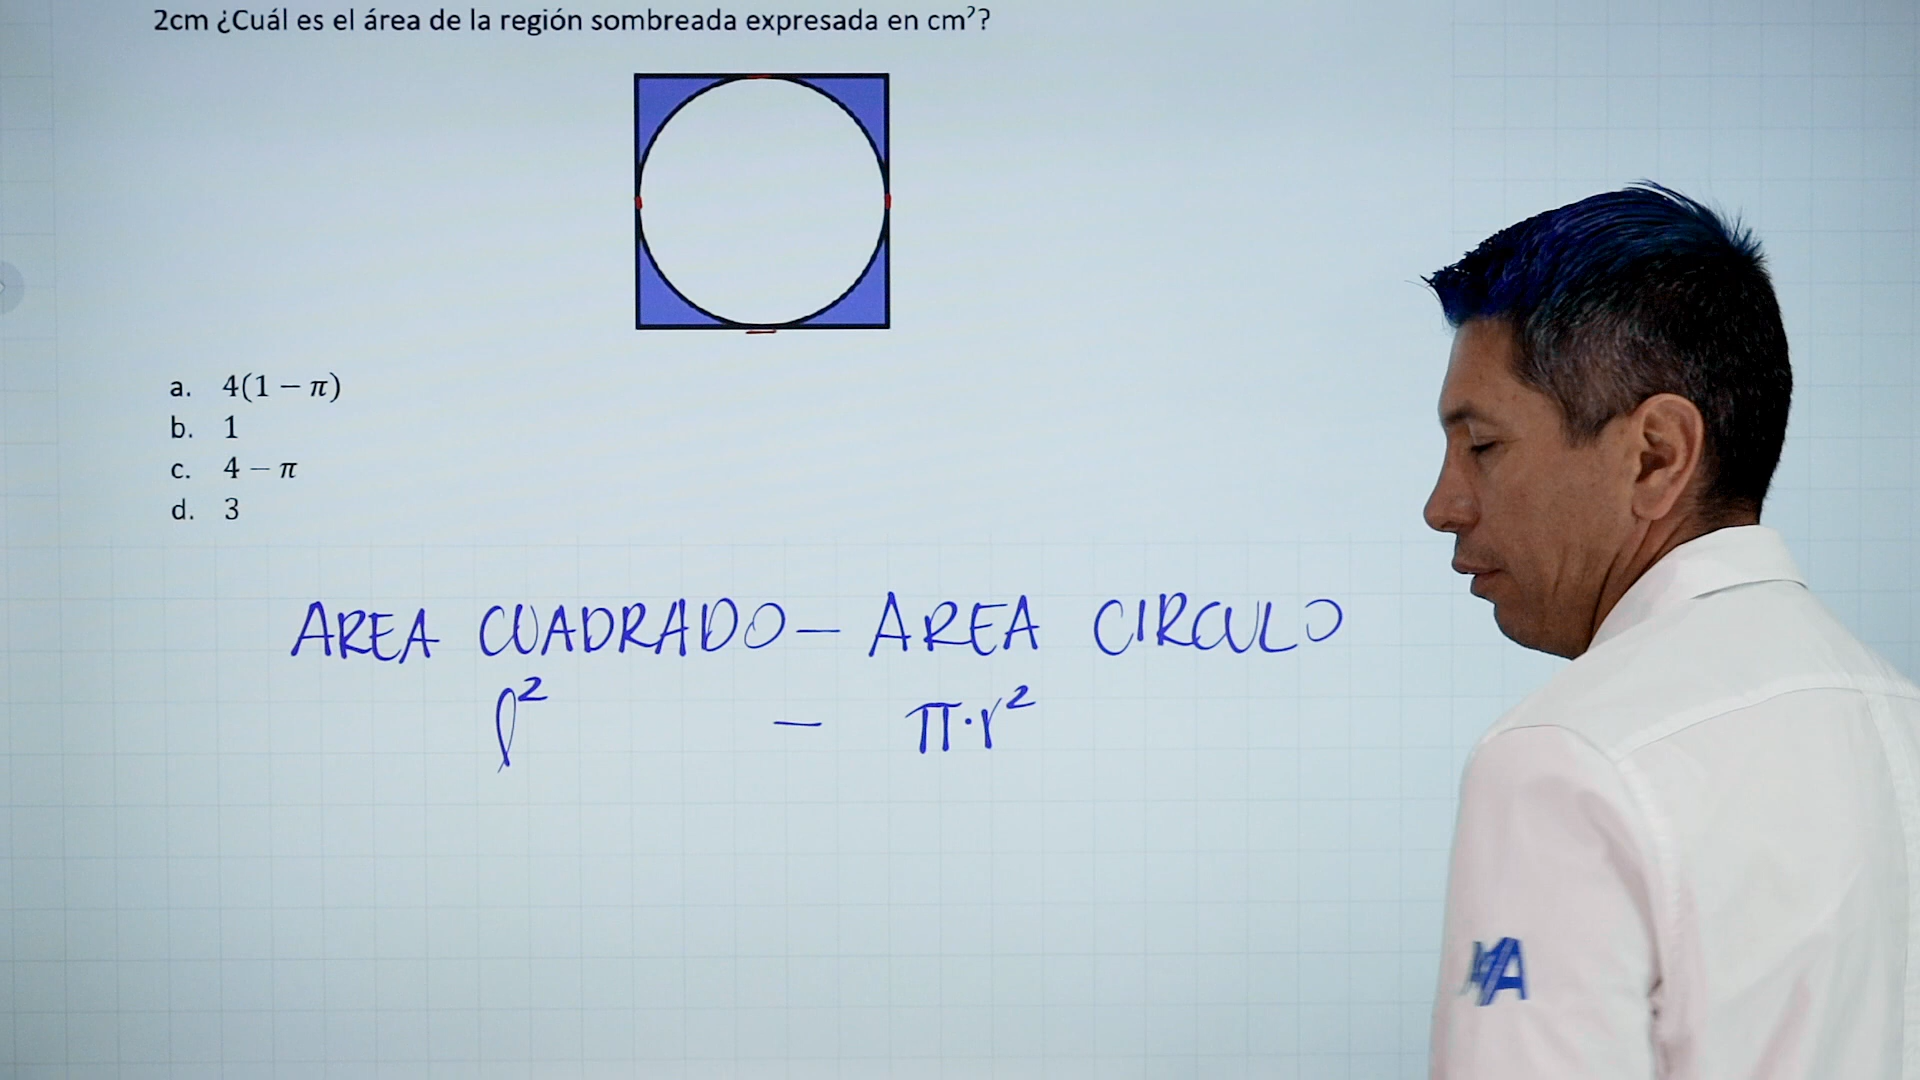 2cm ¿Cuál es el área de la región sombreada expresada en cm²?
a. 4(1 − π)
b. 1
c. 4 − π
d. 3
AREA CUADRADO − AREA CIRCULO
l² − π·r²